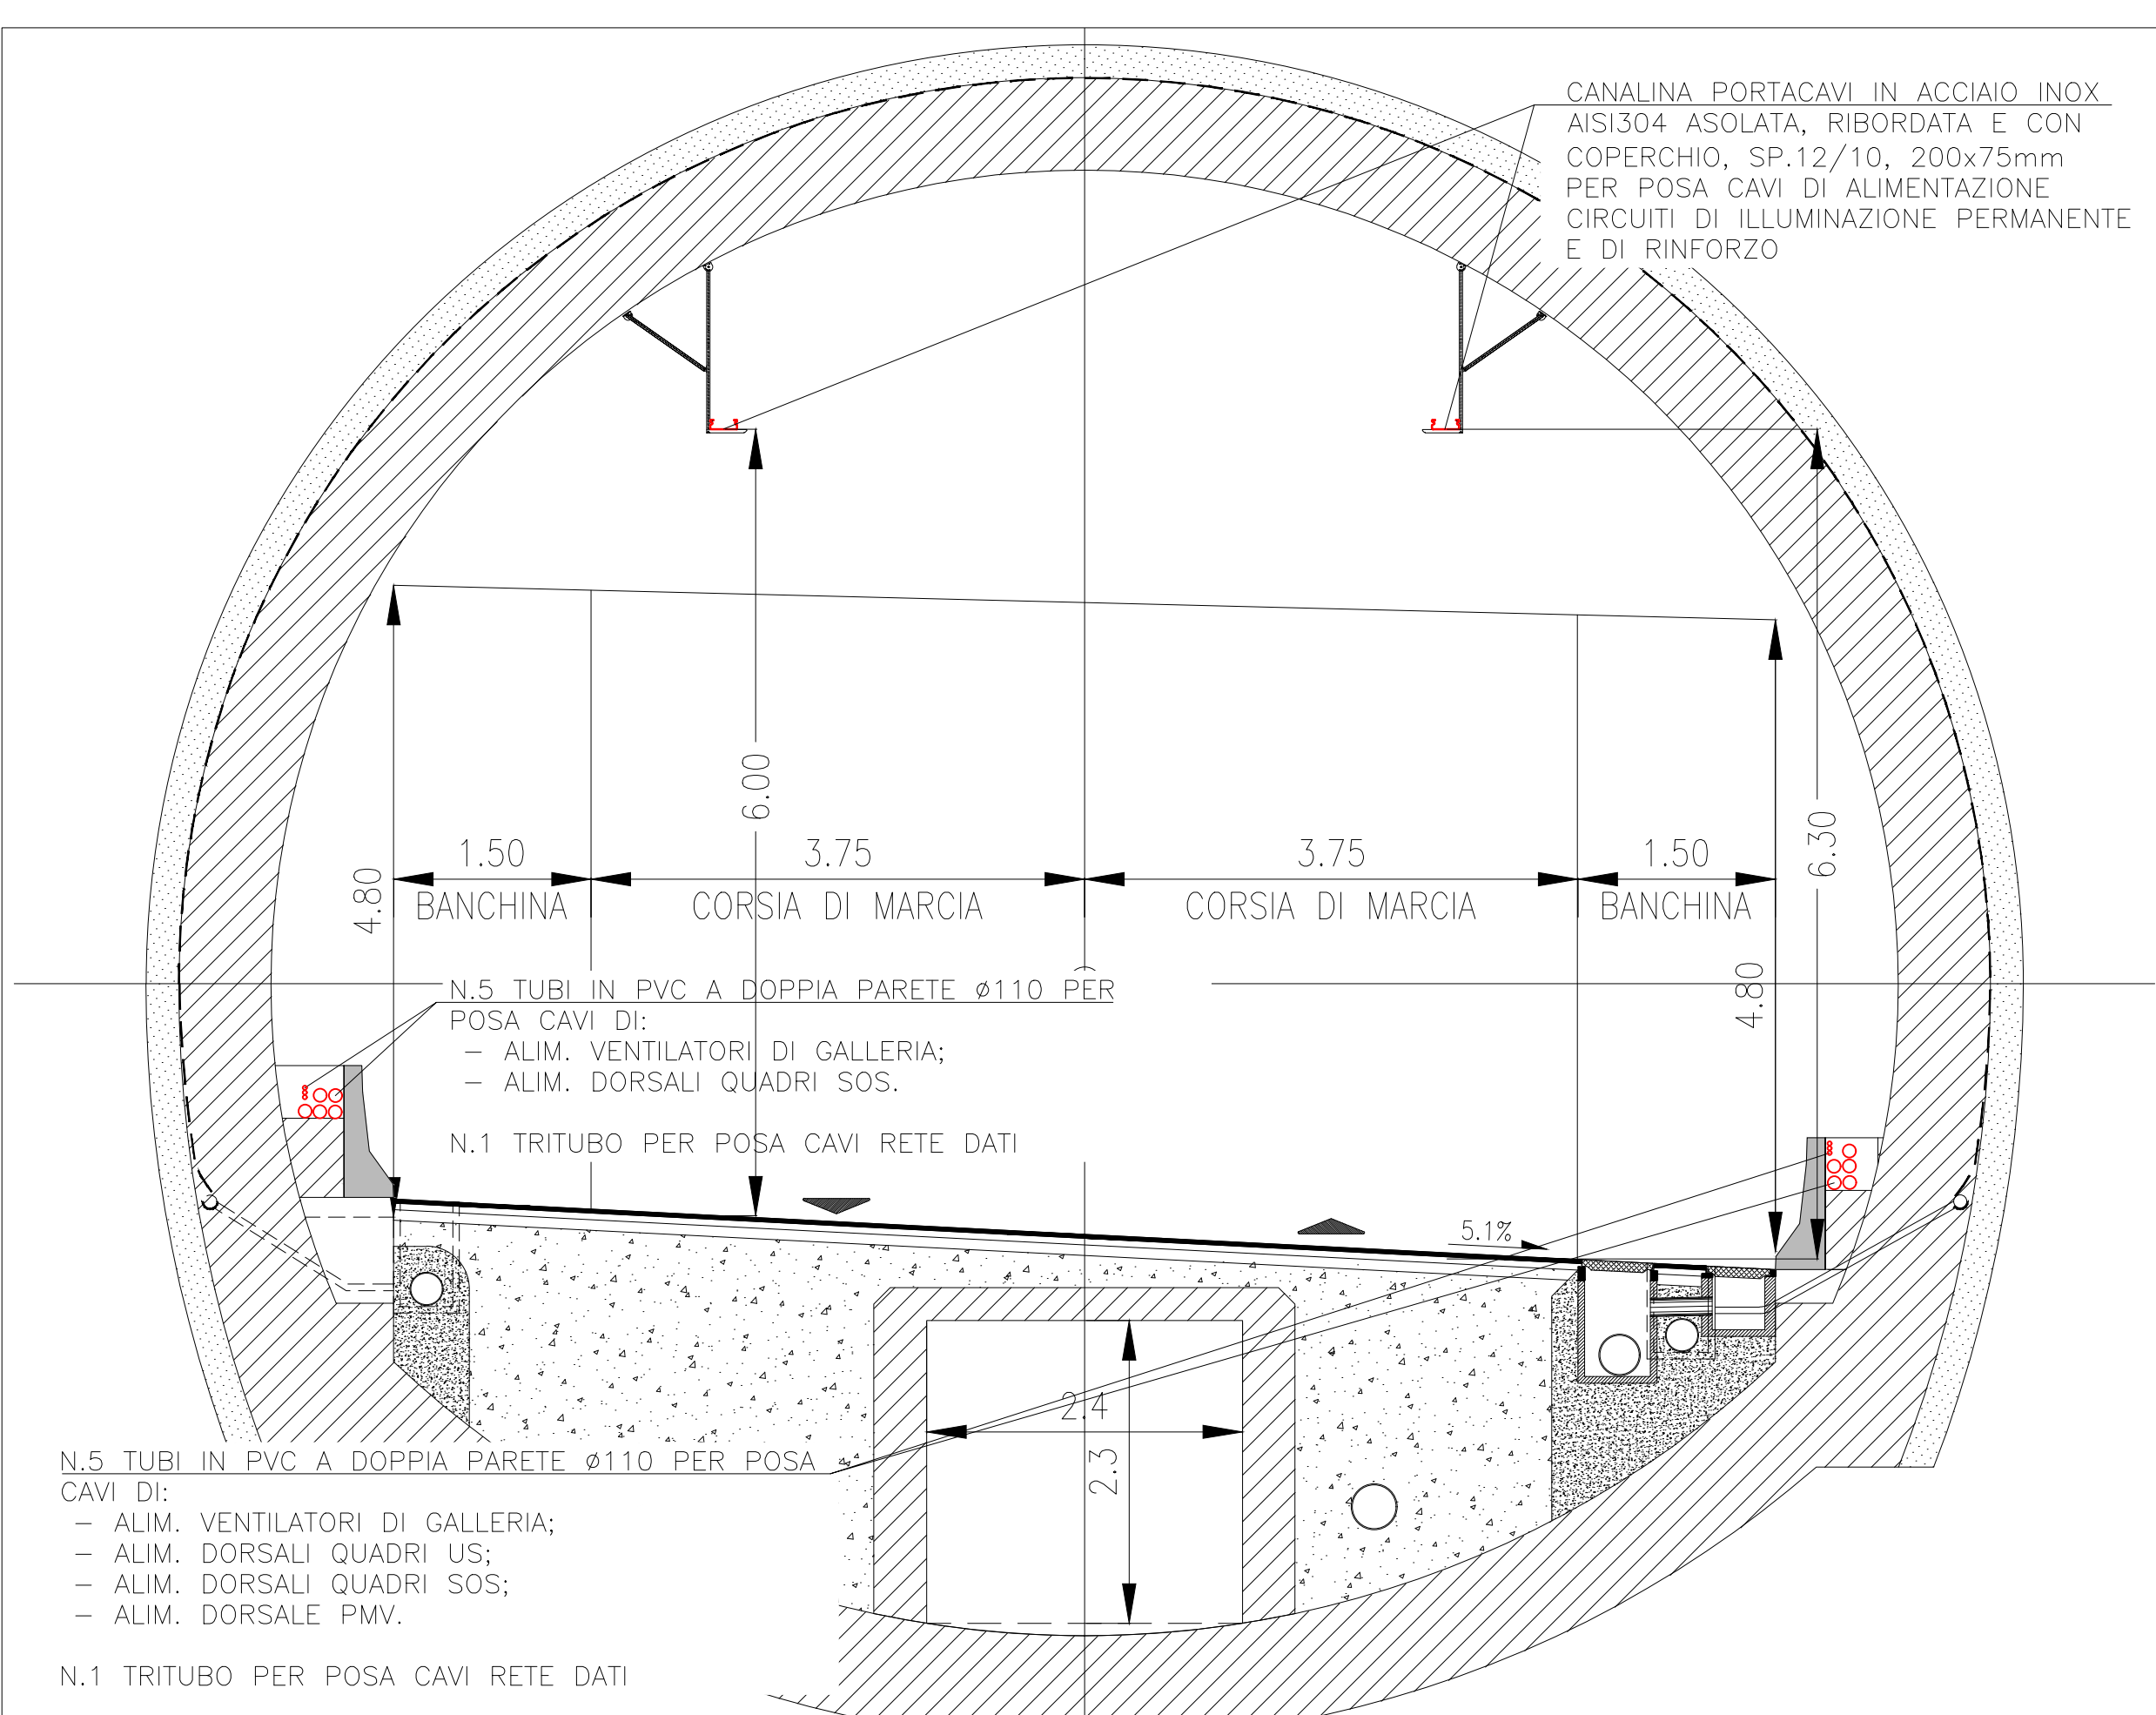 CANALINA PORTACAVI IN ACCIAIO INOX
AISI304 ASOLATA, RIBORDATA E CON
COPERCHIO, SP.12/10, 200x75mm
PER POSA CAVI DI ALIMENTAZIONE
CIRCUITI DI ILLUMINAZIONE PERMANENTE
E DI RINFORZO
6.00
6.30
1.50
3.75
3.75
1.50
4.80
BANCHINA
CORSIA DI MARCIA
CORSIA DI MARCIA
BANCHINA
4.80
N.5 TUBI IN PVC A DOPPIA PARETE ø110 PER
POSA CAVI DI:
– ALIM. VENTILATORI DI GALLERIA;
– ALIM. DORSALI QUADRI SOS.
N.1 TRITUBO PER POSA CAVI RETE DATI
5.1%
2.4
2.3
N.5 TUBI IN PVC A DOPPIA PARETE ø110 PER POSA
CAVI DI:
– ALIM. VENTILATORI DI GALLERIA;
– ALIM. DORSALI QUADRI US;
– ALIM. DORSALI QUADRI SOS;
– ALIM. DORSALE PMV.
N.1 TRITUBO PER POSA CAVI RETE DATI